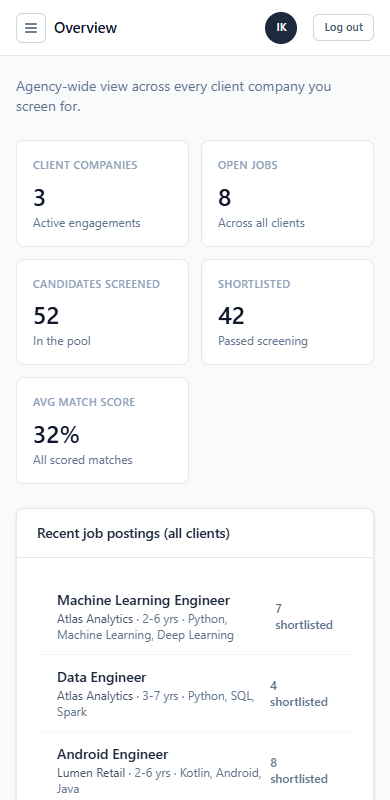 Overview
IK
Log out
Agency-wide view across every client company you
screen for.
CLIENT COMPANIES
3
Active engagements
OPEN JOBS
8
Across all clients
CANDIDATES SCREENED
52
In the pool
SHORTLISTED
42
Passed screening
AVG MATCH SCORE
32%
All scored matches
Recent job postings (all clients)
Machine Learning Engineer
Atlas Analytics · 2-6 yrs · Python,
Machine Learning, Deep Learning
7
shortlisted
Data Engineer
Atlas Analytics · 3-7 yrs · Python, SQL,
Spark
4
shortlisted
Android Engineer
Lumen Retail · 2-6 yrs · Kotlin, Android,
Java
8
shortlisted